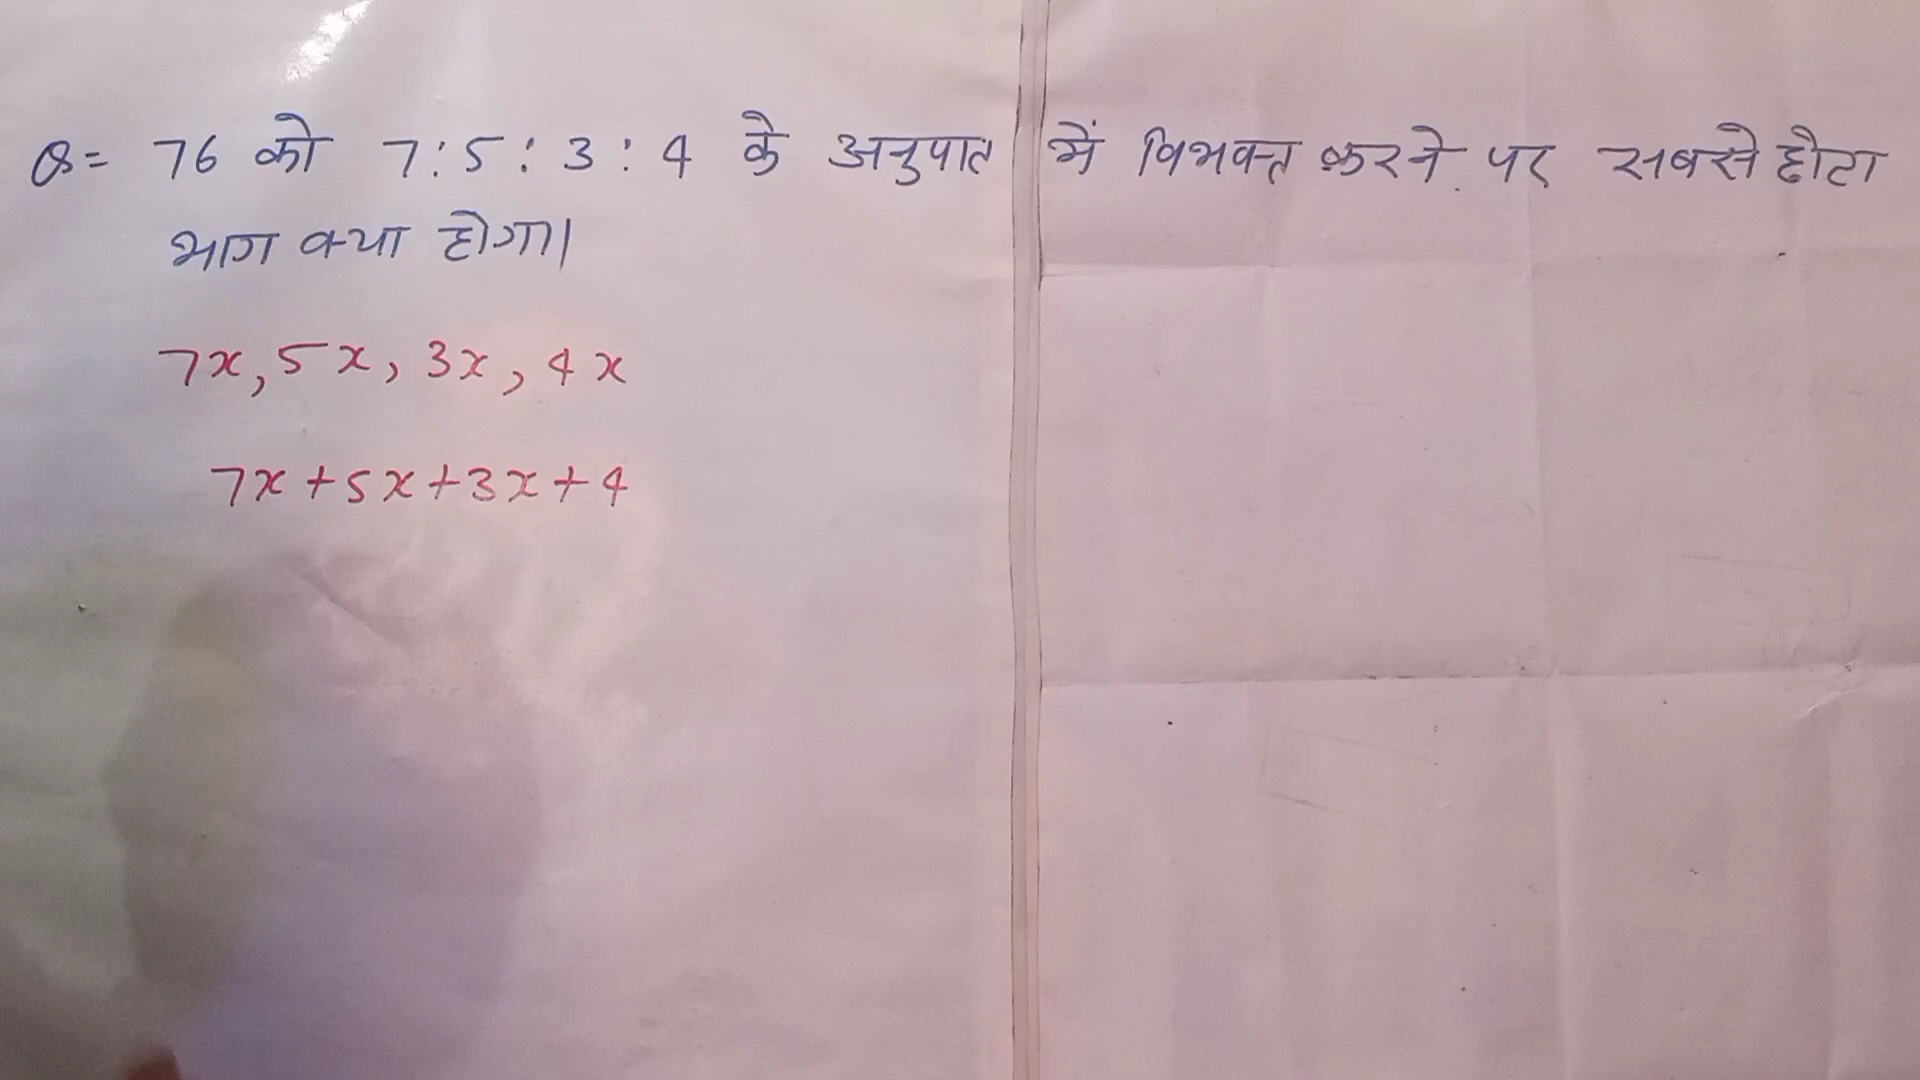 Q= 76 को 7:5:3:4 के अनुपात में विभक्त करने पर सबसे छोटा
भाग क्या होगा।
7x, 5x, 3x, 4x
7x+5x+3x+4